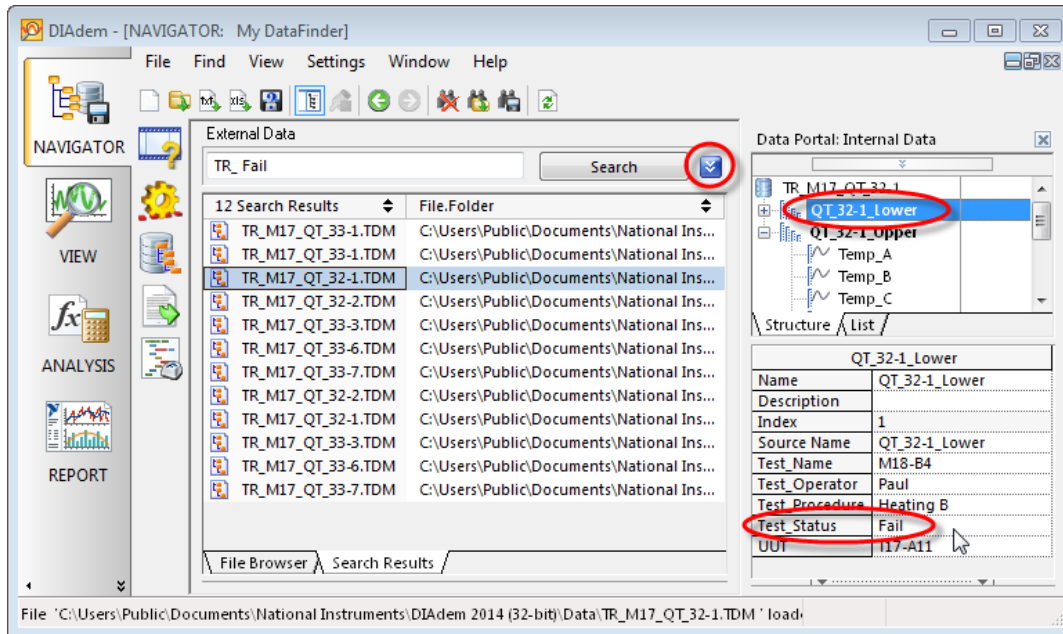 DIAdem - [NAVIGATOR: My DataFinder]
File Find View Settings Window Help
NAVIGATOR
VIEW
ANALYSIS
REPORT
External Data
TR_ Fail
Search
12 Search Results File.Folder
TR_M17_QT_33-1.TDM C:\Users\Public\Documents\National Ins...
TR_M17_QT_33-1.TDM C:\Users\Public\Documents\National Ins...
TR_M17_QT_32-1.TDM C:\Users\Public\Documents\National Ins...
TR_M17_QT_32-2.TDM C:\Users\Public\Documents\National Ins...
TR_M17_QT_33-3.TDM C:\Users\Public\Documents\National Ins...
TR_M17_QT_33-6.TDM C:\Users\Public\Documents\National Ins...
TR_M17_QT_33-7.TDM C:\Users\Public\Documents\National Ins...
TR_M17_QT_32-2.TDM C:\Users\Public\Documents\National Ins...
TR_M17_QT_32-1.TDM C:\Users\Public\Documents\National Ins...
TR_M17_QT_33-3.TDM C:\Users\Public\Documents\National Ins...
TR_M17_QT_33-6.TDM C:\Users\Public\Documents\National Ins...
TR_M17_QT_33-7.TDM C:\Users\Public\Documents\National Ins...
File Browser Search Results
Data Portal: Internal Data
TR_M17_QT_32-1
QT_32-1_Lower
QT_32-1_Upper
Temp_A
Temp_B
Temp_C
Structure List
QT_32-1_Lower
Name QT_32-1_Lower
Description
Index 1
Source Name QT_32-1_Lower
Test_Name M18-B4
Test_Operator Paul
Test_Procedure Heating B
Test_Status Fail
UUT I17-A11
File 'C:\Users\Public\Documents\National Instruments\DIAdem 2014 (32-bit)\Data\TR_M17_QT_32-1.TDM ' load